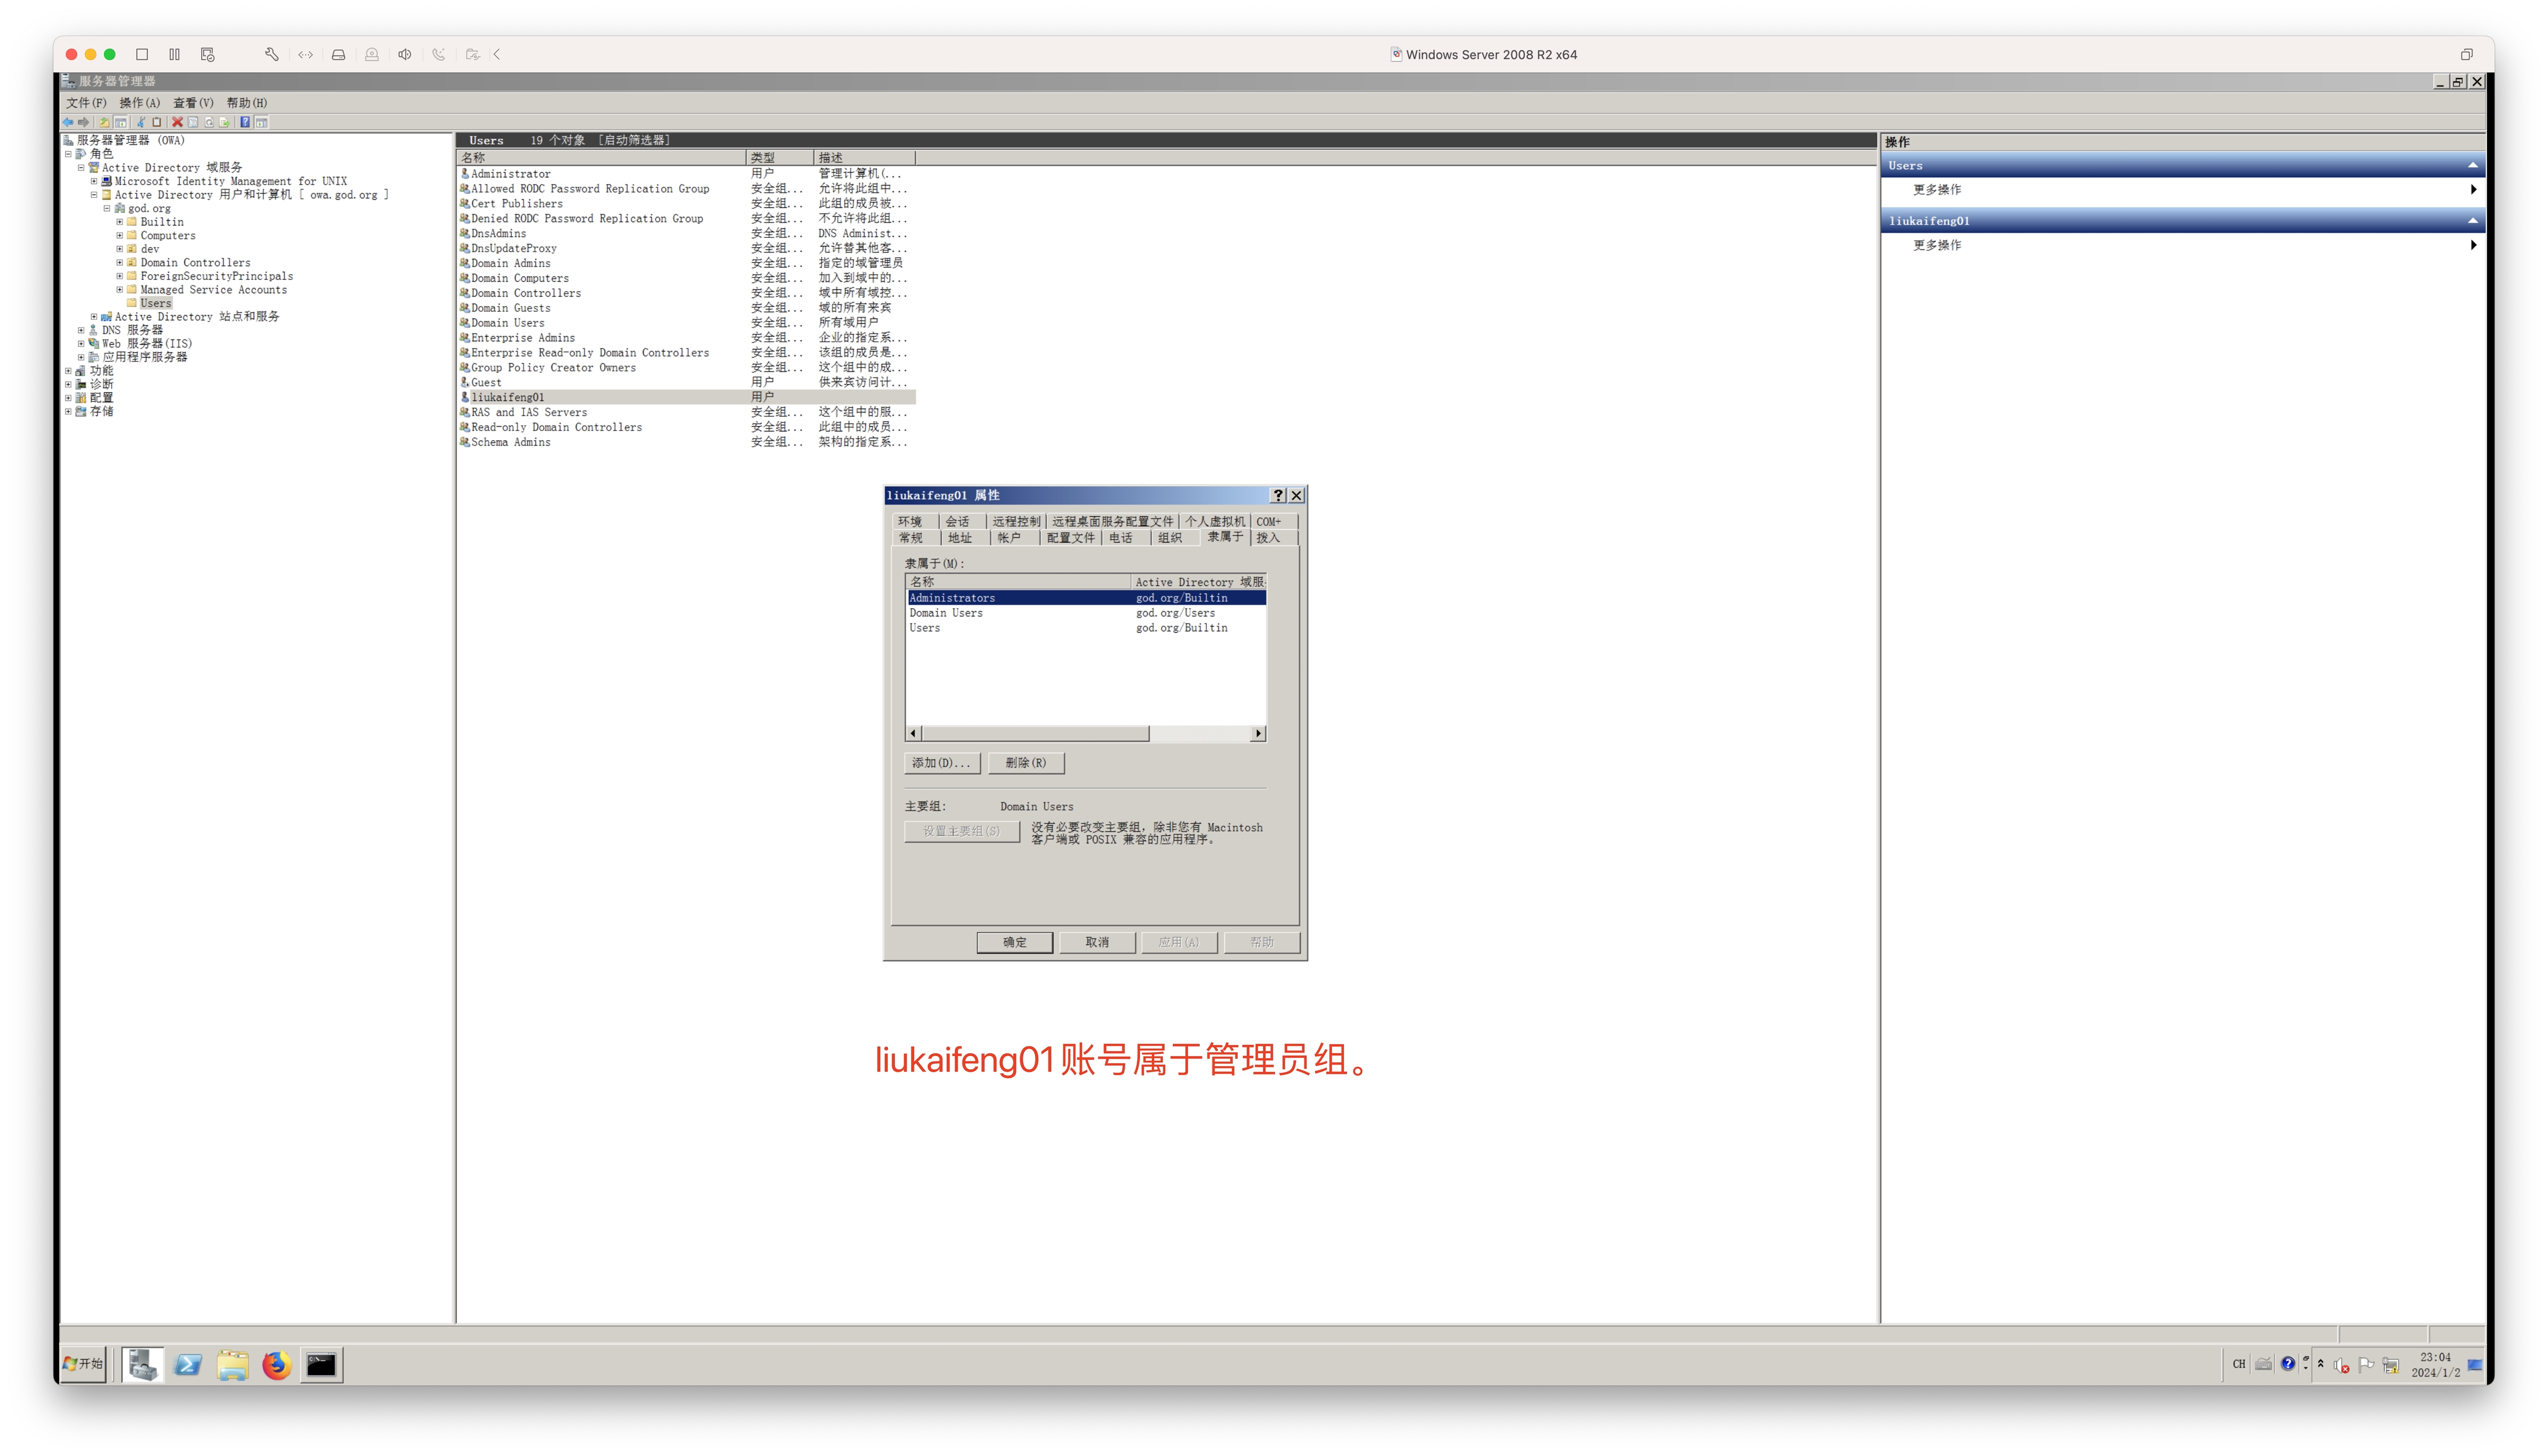 Windows Server 2008 R2 x64
服务器管理器
文件(F) 操作(A) 查看(V) 帮助(H)
服务器管理器 (OWA)
角色
Active Directory 域服务
Microsoft Identity Management for UNIX
Active Directory 用户和计算机 [ owa.god.org ]
god.org
Builtin
Computers
dev
Domain Controllers
ForeignSecurityPrincipals
Managed Service Accounts
Users
Active Directory 站点和服务
DNS 服务器
Web 服务器(IIS)
应用程序服务器
功能
诊断
配置
存储
Users 19 个对象 [启动筛选器]
名称 类型 描述
Administrator 用户 管理计算机(...
Allowed RODC Password Replication Group 安全组... 允许将此组中...
Cert Publishers 安全组... 此组的成员被...
Denied RODC Password Replication Group 安全组... 不允许将此组...
DnsAdmins 安全组... DNS Administ...
DnsUpdateProxy 安全组... 允许替其他客...
Domain Admins 安全组... 指定的域管理员
Domain Computers 安全组... 加入到域中的...
Domain Controllers 安全组... 域中所有域控...
Domain Guests 安全组... 域的所有来宾
Domain Users 安全组... 所有域用户
Enterprise Admins 安全组... 企业的指定系...
Enterprise Read-only Domain Controllers 安全组... 该组的成员是...
Group Policy Creator Owners 安全组... 这个组中的成...
Guest 用户 供来宾访问计...
liukaifeng01 用户
RAS and IAS Servers 安全组... 这个组中的服...
Read-only Domain Controllers 安全组... 此组中的成员...
Schema Admins 安全组... 架构的指定系...
操作
Users
更多操作
liukaifeng01
更多操作
liukaifeng01 属性
环境 会话 远程控制 远程桌面服务配置文件 个人虚拟机 COM+
常规 地址 帐户 配置文件 电话 组织 隶属于 拨入
隶属于(M):
名称 Active Directory 域服
Administrators god.org/Builtin
Domain Users god.org/Users
Users god.org/Builtin
添加(D)... 删除(R)
主要组: Domain Users
设置主要组(S) 没有必要改变主要组，除非您有 Macintosh
客户端或 POSIX 兼容的应用程序。
确定 取消 应用(A) 帮助
liukaifeng01账号属于管理员组。
开始
CH
23:04
2024/1/2